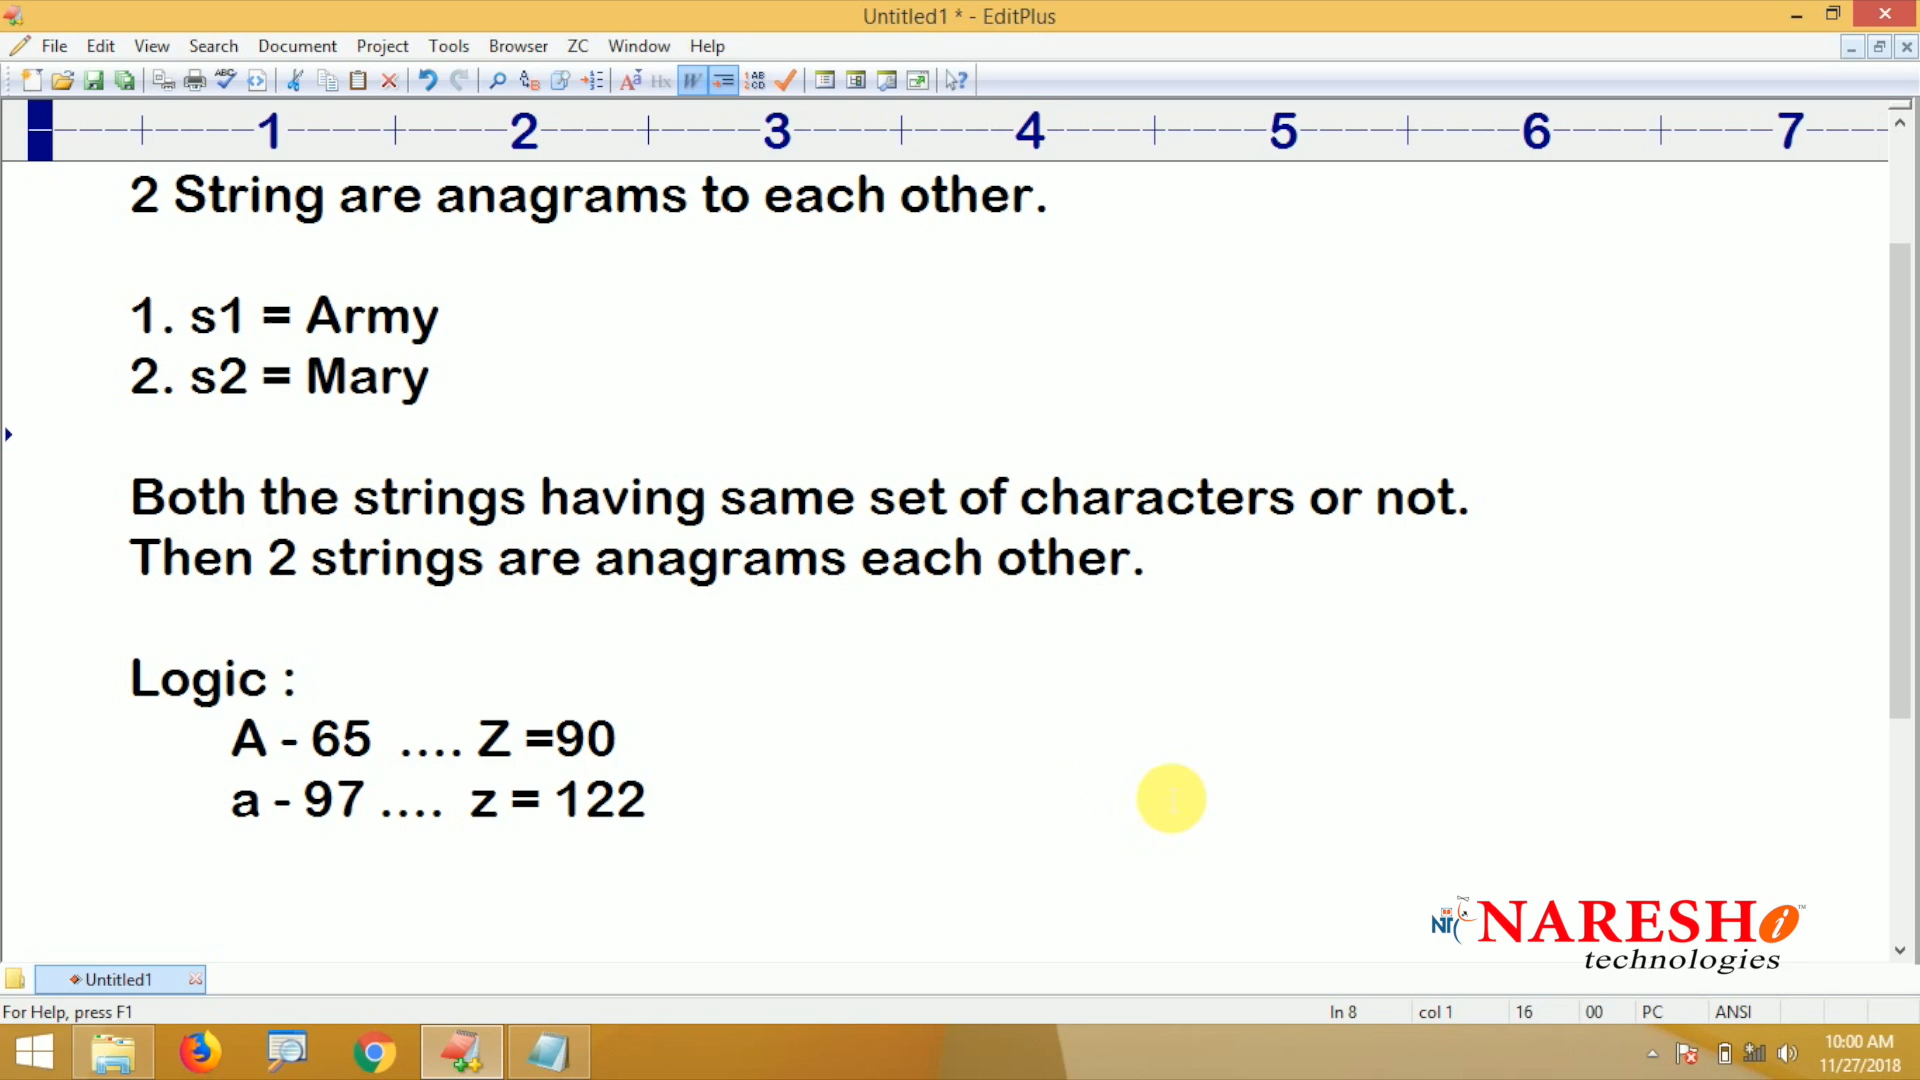 Untitled1 * - EditPlus
File Edit View Search Document Project Tools Browser ZC Window Help
1 2 3 4 5 6 7
2 String are anagrams to each other.
1. s1 = Army
2. s2 = Mary
Both the strings having same set of characters or not.
Then 2 strings are anagrams each other.
Logic :
A - 65 .... Z =90
a - 97 .... z = 122
NARESH i
technologies
Untitled1
For Help, press F1 ln 8 col 1 16 00 PC ANSI
10:00 AM
11/27/2018